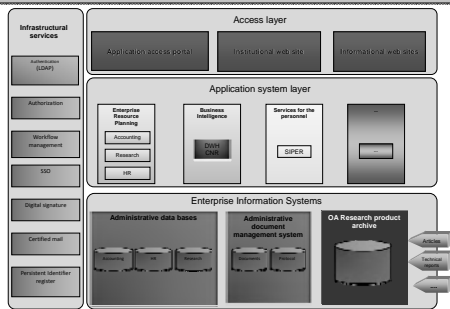 Infrastructural
services
Authentication
(LDAP)
Authorization
Workflow
management
SSO
Digital signature
Certified mail
Persistent Identifier
register
Access layer
Application access portal
Institutional web site
Informational web sites
Application system layer
Enterprise
Resource
Planning
Accounting
Research
HR
Business
Intelligence
DWH
CNR
Services for the
personnel
SIPER
...
...
Enterprise Information Systems
Administrative data bases
Accounting
HR
Research
Administrative
document
management system
Documents
Protocol
OA Research product
archive
Articles
Technical
reports
....